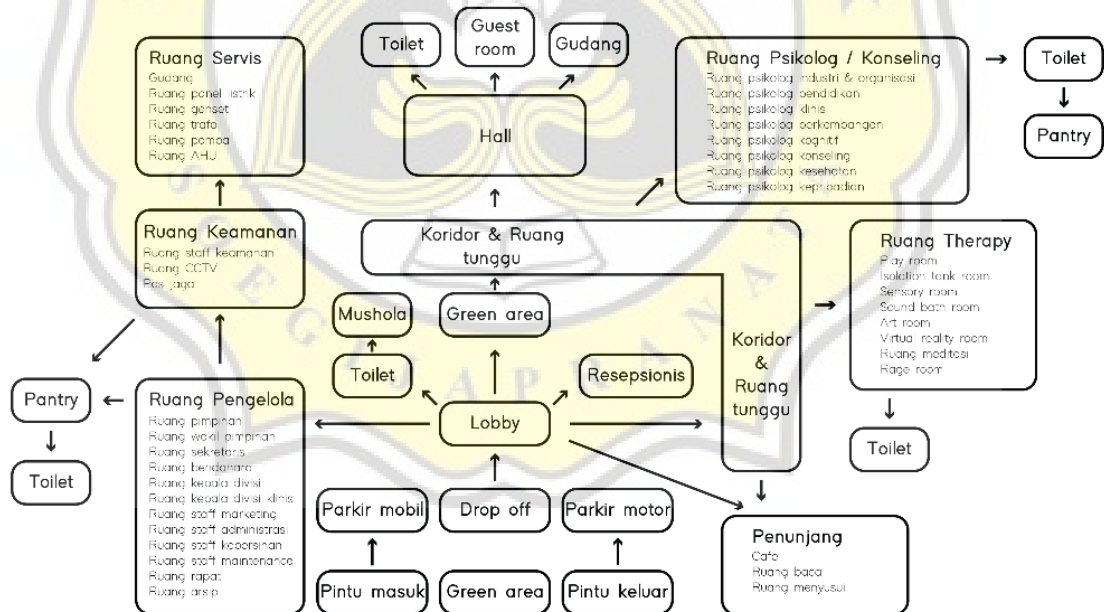 Toilet
Guest
room
Gudang
Hall
Ruang Servis
Gudang
Ruang panel listrik
Ruang genset
Ruang trafo
Ruang pompa
Ruang AHU
Ruang Psikolog / Konseling
Ruang psikolog industri & organisasi
Ruang psikolog pendidikan
Ruang psikolog klinis
Ruang psikolog perkembangan
Ruang psikolog kognitif
Ruang psikolog konseling
Ruang psikolog kesehatan
Ruang psikolog kepripadian
Toilet
Pantry
Ruang Keamanan
Ruang staff keamanan
Ruang CCTV
Pos jaga
Koridor & Ruang
tunggu
Ruang Therapy
Play room
Isolation tank room
Sensory room
Sound bath room
Art room
Virtual reality room
Ruang meditasi
Rage room
Toilet
Mushola
Toilet
Green area
Resepsionis
Lobby
Koridor
&
Ruang
tunggu
Pantry
Toilet
Ruang Pengelola
Ruang pimpinan
Ruang wakil pimpinan
Ruang sekretaris
Ruang bendahara
Ruang kepala divisi
Ruang kepala divisi klinis
Ruang staff marketing
Ruang staff administrasi
Ruang staff kebersihan
Ruang staff maintenance
Ruang rapat
Ruang arsip
Parkir mobil
Drop off
Parkir motor
Pintu masuk
Green area
Pintu keluar
Penunjang
Cafe
Ruang baca
Ruang menyusui
SOEGIJAPRANATA